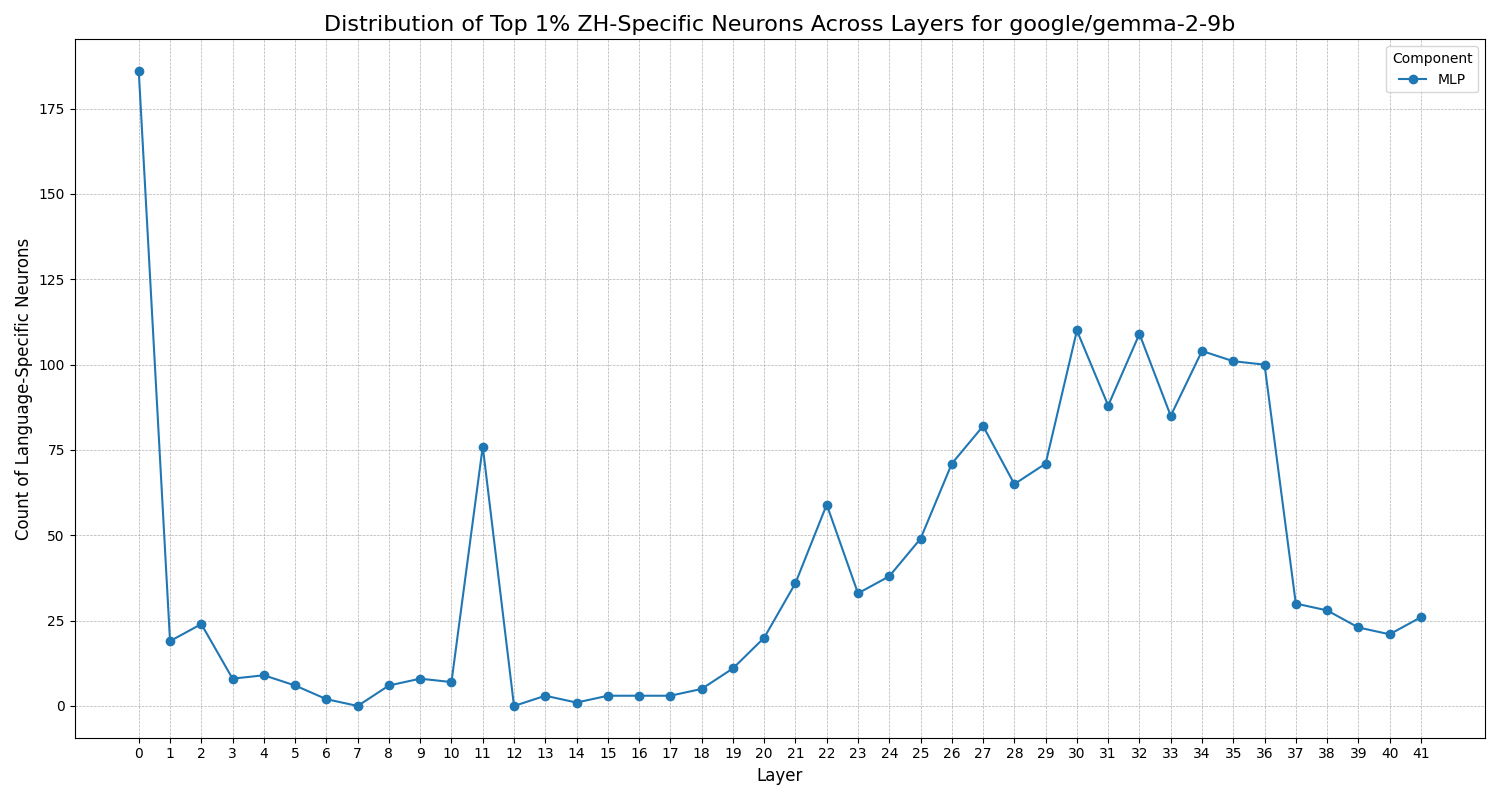 Distribution of Top 1% ZH-Specific Neurons Across Layers for google/gemma-2-9b
Component
MLP
Count of Language-Specific Neurons
175
150
125
100
75
50
25
0
0 1 2 3 4 5 6 7 8 9 10 11 12 13 14 15 16 17 18 19 20 21 22 23 24 25 26 27 28 29 30 31 32 33 34 35 36 37 38 39 40 41
Layer